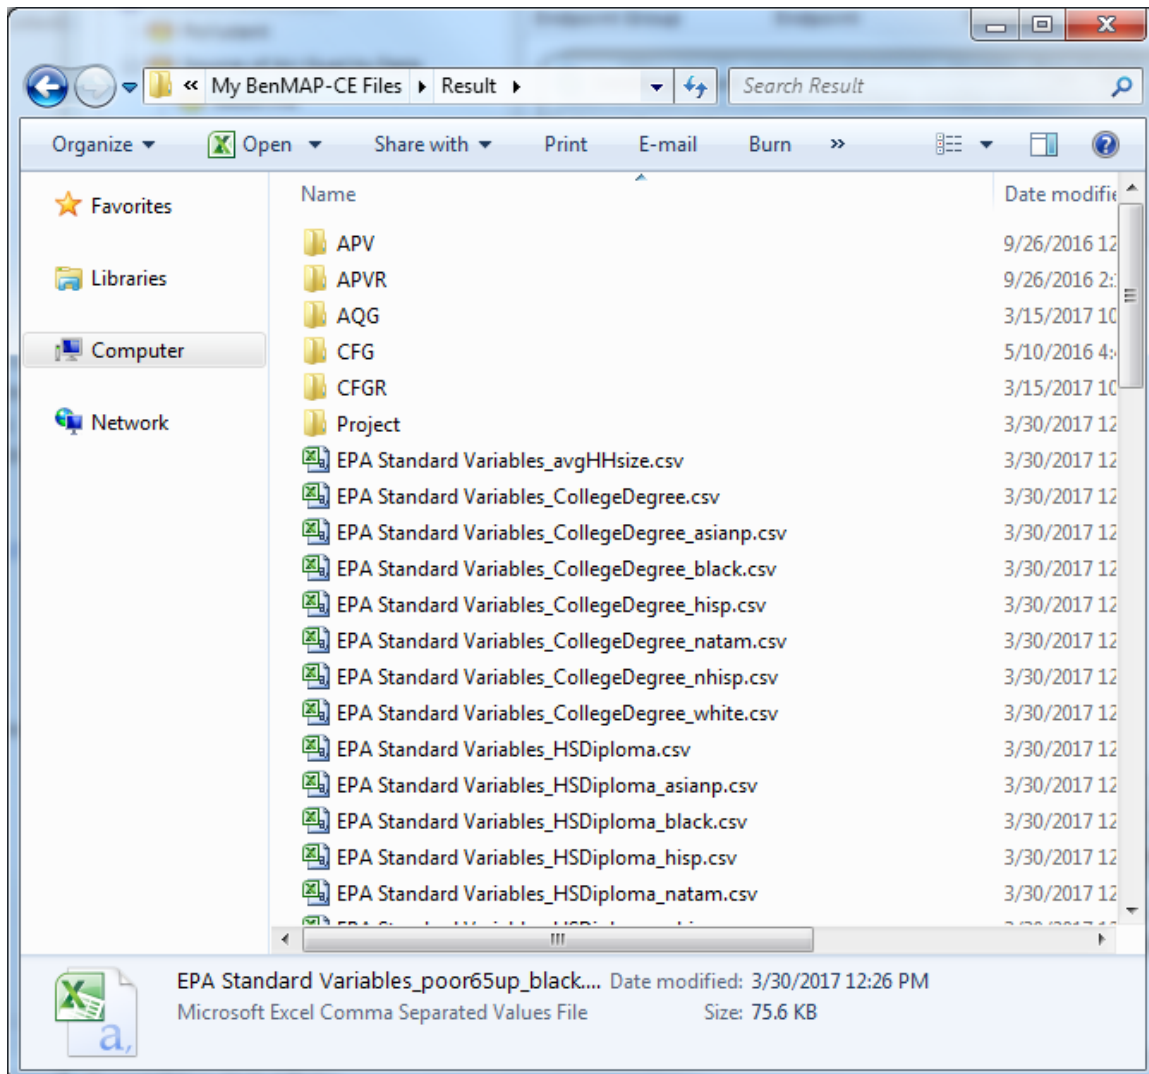 « My BenMAP-CE Files Result Search Result
Organize Open Share with Print E-mail Burn »
Name Date modifie
Favorites
Libraries
Computer
Network
APV 9/26/2016 12
APVR 9/26/2016 2:
AQG 3/15/2017 10
CFG 5/10/2016 4:
CFGR 3/15/2017 10
Project 3/30/2017 12
EPA Standard Variables_avgHHsize.csv 3/30/2017 12
EPA Standard Variables_CollegeDegree.csv 3/30/2017 12
EPA Standard Variables_CollegeDegree_asianp.csv 3/30/2017 12
EPA Standard Variables_CollegeDegree_black.csv 3/30/2017 12
EPA Standard Variables_CollegeDegree_hisp.csv 3/30/2017 12
EPA Standard Variables_CollegeDegree_natam.csv 3/30/2017 12
EPA Standard Variables_CollegeDegree_nhisp.csv 3/30/2017 12
EPA Standard Variables_CollegeDegree_white.csv 3/30/2017 12
EPA Standard Variables_HSDiploma.csv 3/30/2017 12
EPA Standard Variables_HSDiploma_asianp.csv 3/30/2017 12
EPA Standard Variables_HSDiploma_black.csv 3/30/2017 12
EPA Standard Variables_HSDiploma_hisp.csv 3/30/2017 12
EPA Standard Variables_HSDiploma_natam.csv 3/30/2017 12
EPA Standard Variables_poor65up_black.... Date modified: 3/30/2017 12:26 PM
Microsoft Excel Comma Separated Values File Size: 75.6 KB